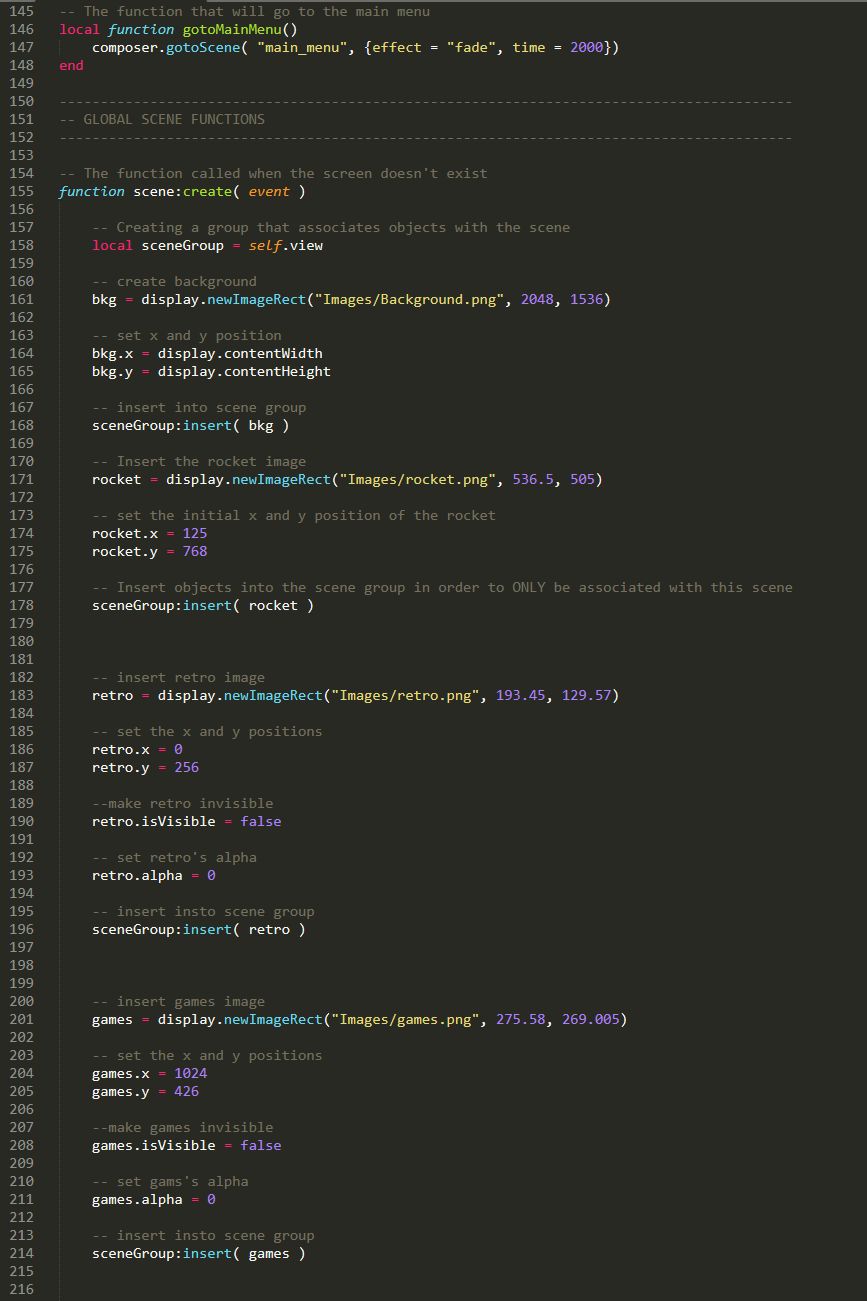 145 -- The function that will go to the main menu
146 local function gotoMainMenu()
147     composer.gotoScene( "main_menu", {effect = "fade", time = 2000})
148 end
149
150 -----------------------------------------------------------------------------------------
151 -- GLOBAL SCENE FUNCTIONS
152 -----------------------------------------------------------------------------------------
153
154 -- The function called when the screen doesn't exist
155 function scene:create( event )
156
157     -- Creating a group that associates objects with the scene
158     local sceneGroup = self.view
159
160     -- create background
161     bkg = display.newImageRect("Images/Background.png", 2048, 1536)
162
163     -- set x and y position
164     bkg.x = display.contentWidth
165     bkg.y = display.contentHeight
166
167     -- insert into scene group
168     sceneGroup:insert( bkg )
169
170     -- Insert the rocket image
171     rocket = display.newImageRect("Images/rocket.png", 536.5, 505)
172
173     -- set the initial x and y position of the rocket
174     rocket.x = 125
175     rocket.y = 768
176
177     -- Insert objects into the scene group in order to ONLY be associated with this scene
178     sceneGroup:insert( rocket )
179
180
181
182     -- insert retro image
183     retro = display.newImageRect("Images/retro.png", 193.45, 129.57)
184
185     -- set the x and y positions
186     retro.x = 0
187     retro.y = 256
188
189     --make retro invisible
190     retro.isVisible = false
191
192     -- set retro's alpha
193     retro.alpha = 0
194
195     -- insert insto scene group
196     sceneGroup:insert( retro )
197
198
199
200     -- insert games image
201     games = display.newImageRect("Images/games.png", 275.58, 269.005)
202
203     -- set the x and y positions
204     games.x = 1024
205     games.y = 426
206
207     --make games invisible
208     games.isVisible = false
209
210     -- set gams's alpha
211     games.alpha = 0
212
213     -- insert insto scene group
214     sceneGroup:insert( games )
215
216